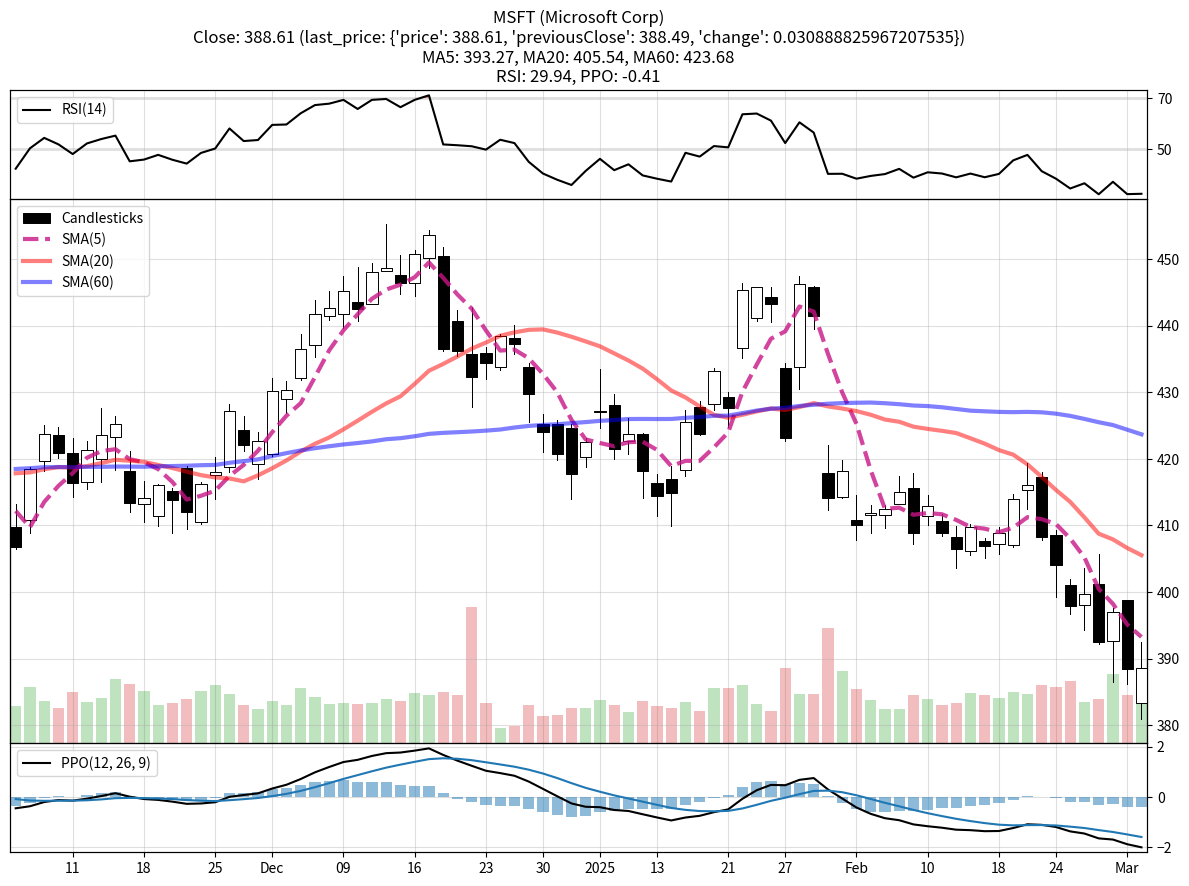 MSFT (Microsoft Corp)
Close: 388.61 (last_price: {'price': 388.61, 'previousClose': 388.49, 'change': 0.030888825967207535})
MA5: 393.27, MA20: 405.54, MA60: 423.68
RSI: 29.94, PPO: -0.41
RSI(14)
70
50
Candlesticks
SMA(5)
SMA(20)
SMA(60)
450
440
430
420
410
400
390
380
PPO(12, 26, 9)
2
0
−2
11 18 25 Dec 09 16 23 30 2025 13 21 27 Feb 10 18 24 Mar